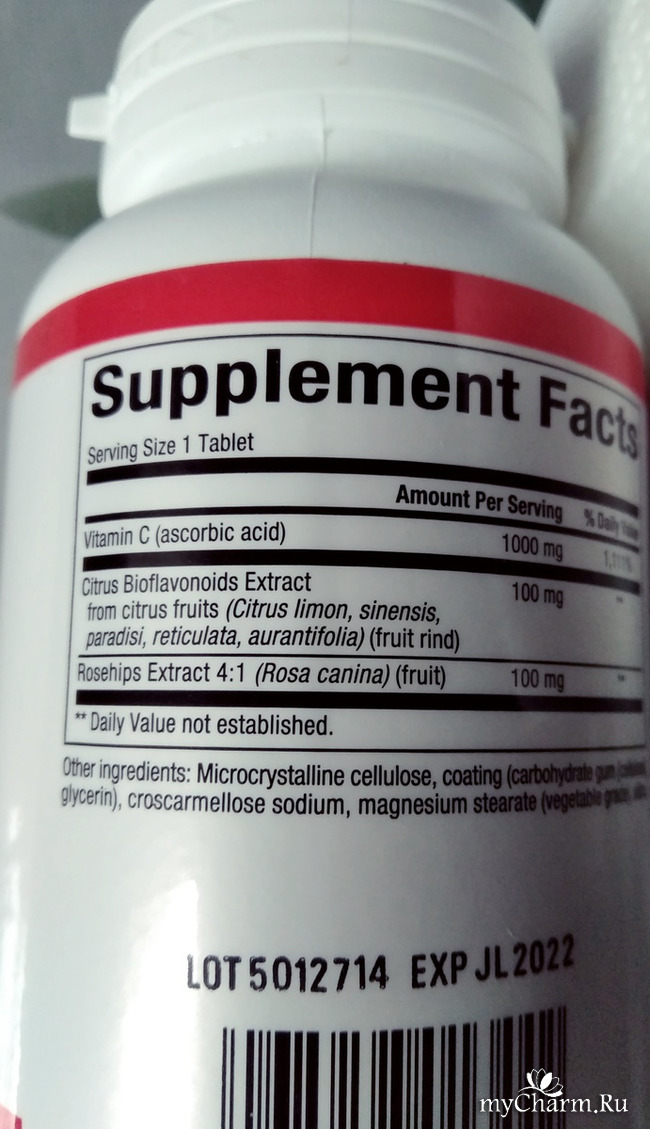 Supplement Facts
Serving Size 1 Tablet
Amount Per Serving % Daily
Vitamin C (ascorbic acid) 1000 mg
Citrus Bioflavonoids Extract 100 mg **
from citrus fruits (Citrus limon, sinensis,
paradisi, reticulata, aurantifolia) (fruit rind)
Rosehips Extract 4:1 (Rosa canina) (fruit) 100 mg **
** Daily Value not established.
Other ingredients: Microcrystalline cellulose, coating (carbohydrate gum
glycerin), croscarmellose sodium, magnesium stearate (vegetable
LOT 5012714 EXP JL 2022
myCharm.Ru